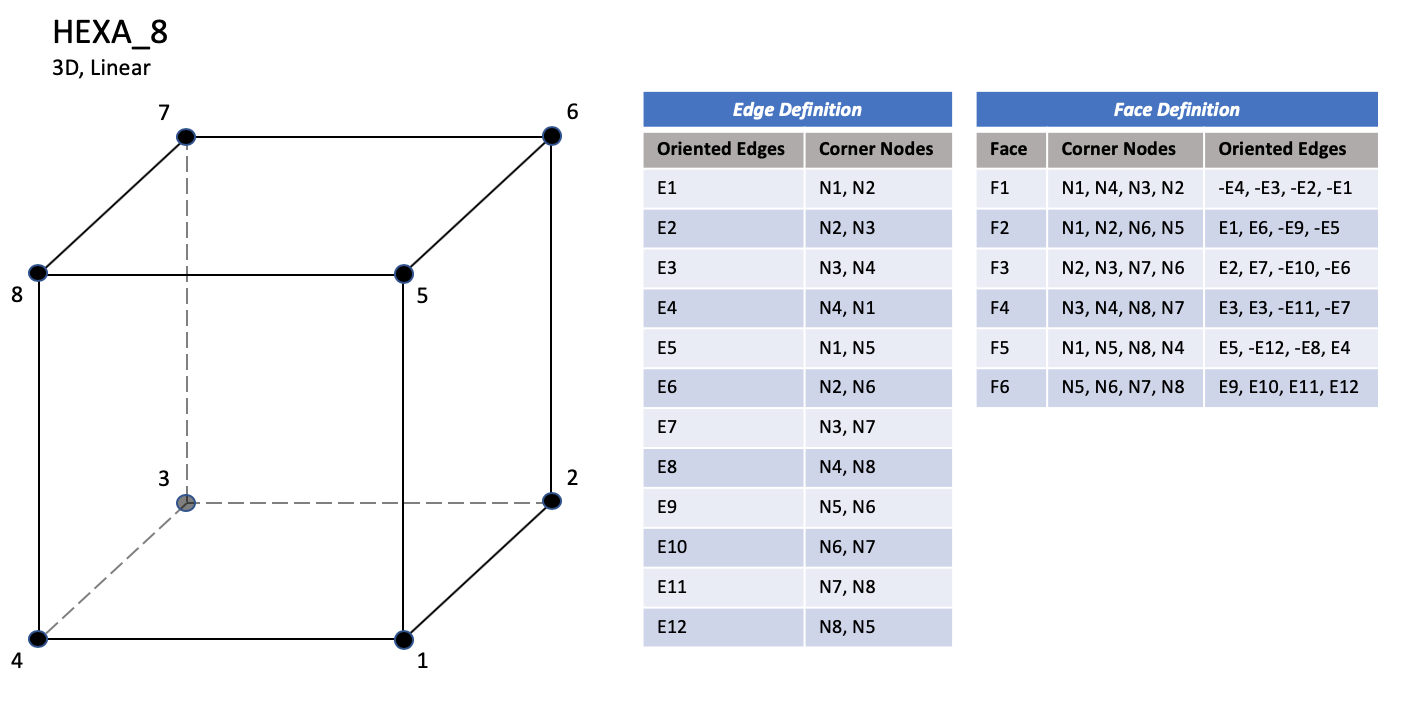 HEXA_8
3D, Linear
7
6
8
5
3
2
4
1
Edge Definition
Oriented Edges Corner Nodes
E1 N1, N2
E2 N2, N3
E3 N3, N4
E4 N4, N1
E5 N1, N5
E6 N2, N6
E7 N3, N7
E8 N4, N8
E9 N5, N6
E10 N6, N7
E11 N7, N8
E12 N8, N5
Face Definition
Face Corner Nodes Oriented Edges
F1 N1, N4, N3, N2 -E4, -E3, -E2, -E1
F2 N1, N2, N6, N5 E1, E6, -E9, -E5
F3 N2, N3, N7, N6 E2, E7, -E10, -E6
F4 N3, N4, N8, N7 E3, E3, -E11, -E7
F5 N1, N5, N8, N4 E5, -E12, -E8, E4
F6 N5, N6, N7, N8 E9, E10, E11, E12